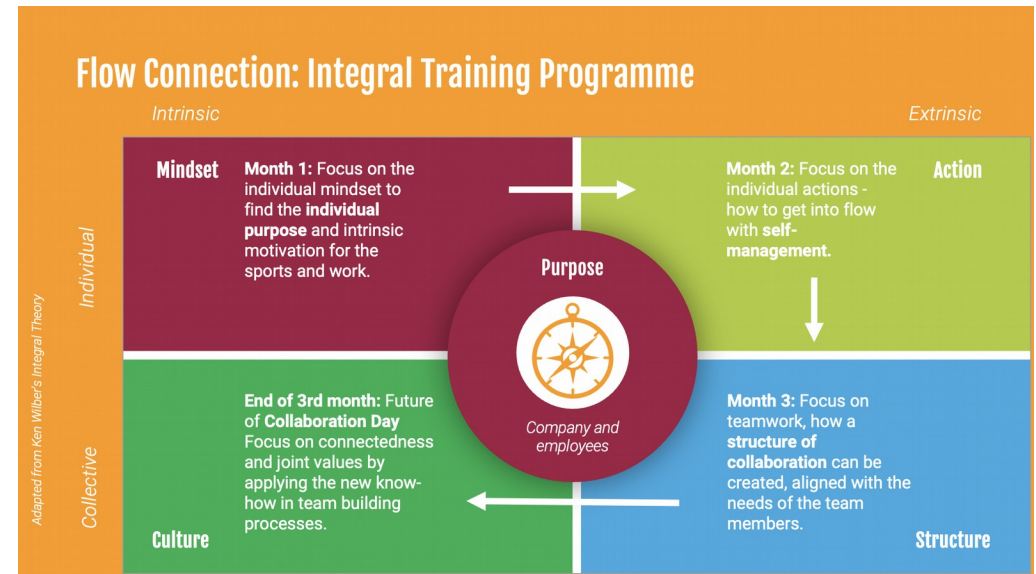 Flow Connection: Integral Training Programme
Intrinsic
Extrinsic
Individual
Collective
Adapted from Ken Wilber's Integral Theory
Mindset
Month 1: Focus on the
individual mindset to
find the individual
purpose and intrinsic
motivation for the
sports and work.
Month 2: Focus on the
individual actions -
how to get into flow
with self-
management.
Action
Purpose
Company and
employees
End of 3rd month: Future
of Collaboration Day
Focus on connectedness
and joint values by
applying the new know-
how in team building
processes.
Culture
Month 3: Focus on
teamwork, how a
structure of
collaboration can be
created, aligned with the
needs of the team
members.
Structure